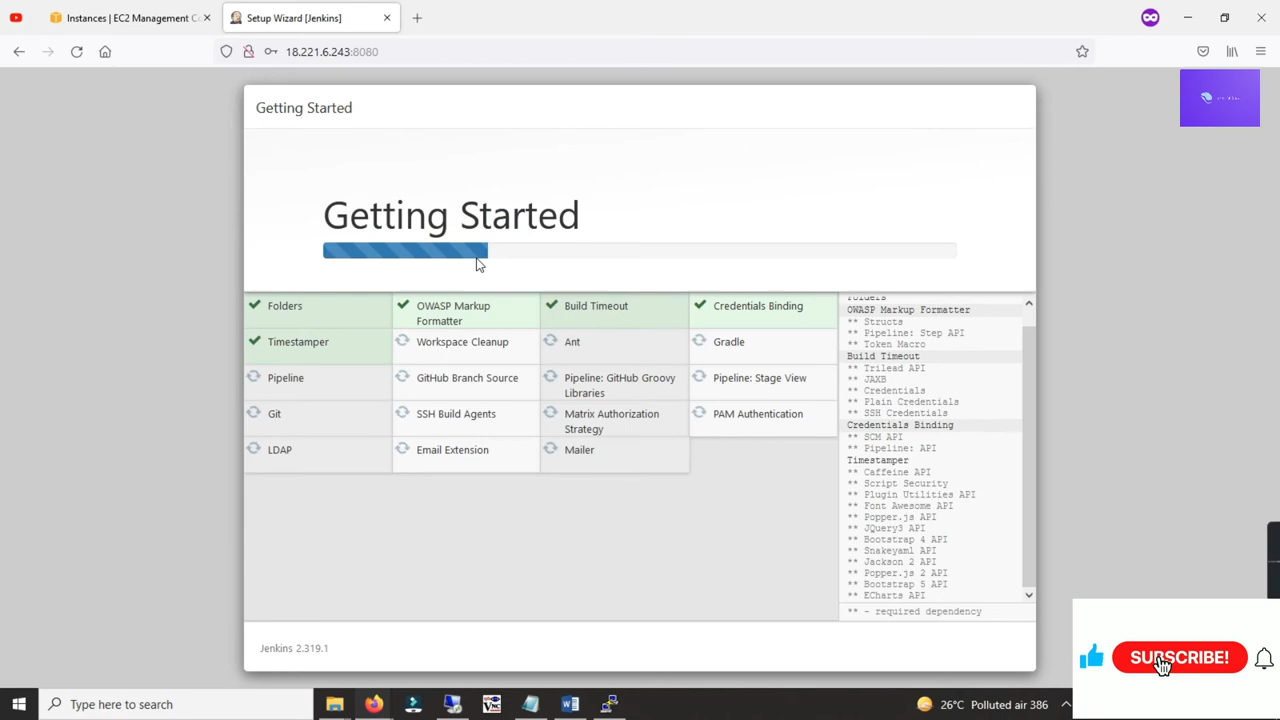 Instances | EC2 Management Co
Setup Wizard [Jenkins]
18.221.6.243:8080
Getting Started
Getting Started
Folders
OWASP Markup Formatter
Build Timeout
Credentials Binding
Timestamper
Workspace Cleanup
Ant
Gradle
Pipeline
GitHub Branch Source
Pipeline: GitHub Groovy Libraries
Pipeline: Stage View
Git
SSH Build Agents
Matrix Authorization Strategy
PAM Authentication
LDAP
Email Extension
Mailer
Folders
OWASP Markup Formatter
** Structs
** Pipeline: Step API
** Token Macro
Build Timeout
** Trilead API
** JAXB
** Credentials
** Plain Credentials
** SSH Credentials
Credentials Binding
** SCM API
** Pipeline: API
Timestamper
** Caffeine API
** Script Security
** Plugin Utilities API
** Font Awesome API
** Popper.js API
** JQuery3 API
** Bootstrap 4 API
** Snakeyaml API
** Jackson 2 API
** Popper.js 2 API
** Bootstrap 5 API
** ECharts API
** - required dependency
Jenkins 2.319.1
SUBSCRIBE!
Type here to search
26°C Polluted air 386